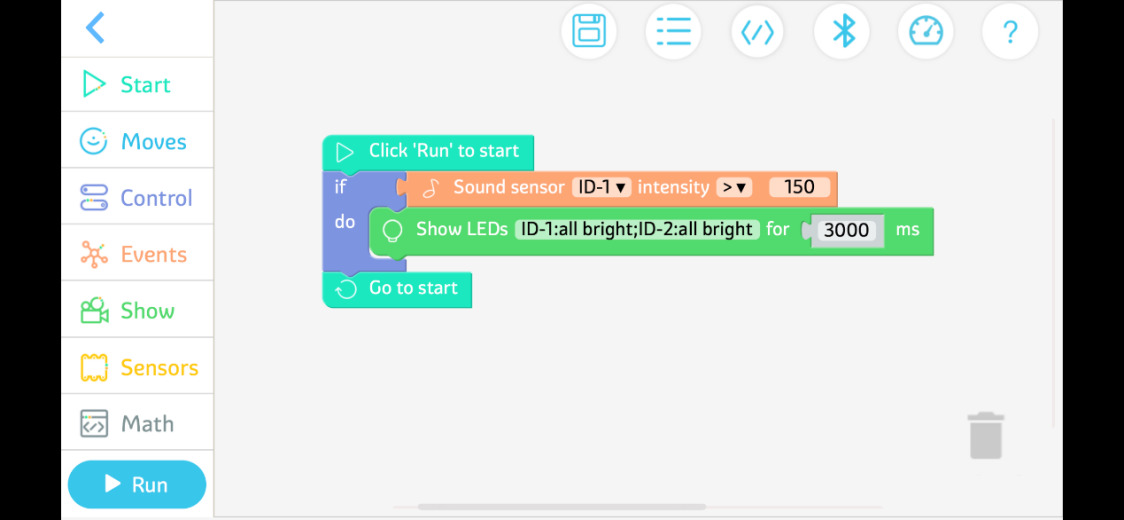 Start
Moves
Control
Events
Show
Sensors
Math
Run
?
Click 'Run' to start
if Sound sensor ID-1 ▾ intensity > ▾ 150
do Show LEDs ID-1:all bright;ID-2:all bright for 3000 ms
Go to start